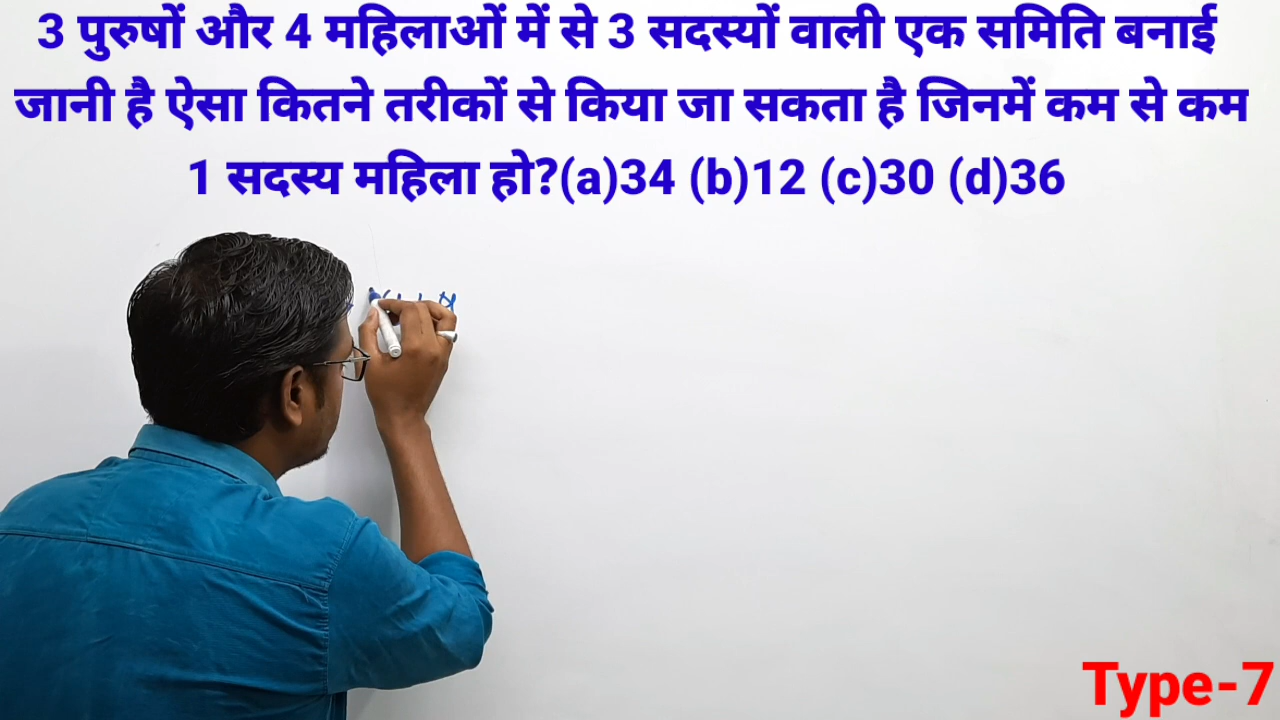 3 पुरुषों और 4 महिलाओं में से 3 सदस्यों वाली एक समिति बनाई
जानी है ऐसा कितने तरीकों से किया जा सकता है जिनमें कम से कम
1 सदस्य महिला हो?(a)34 (b)12 (c)30 (d)36
Type-7